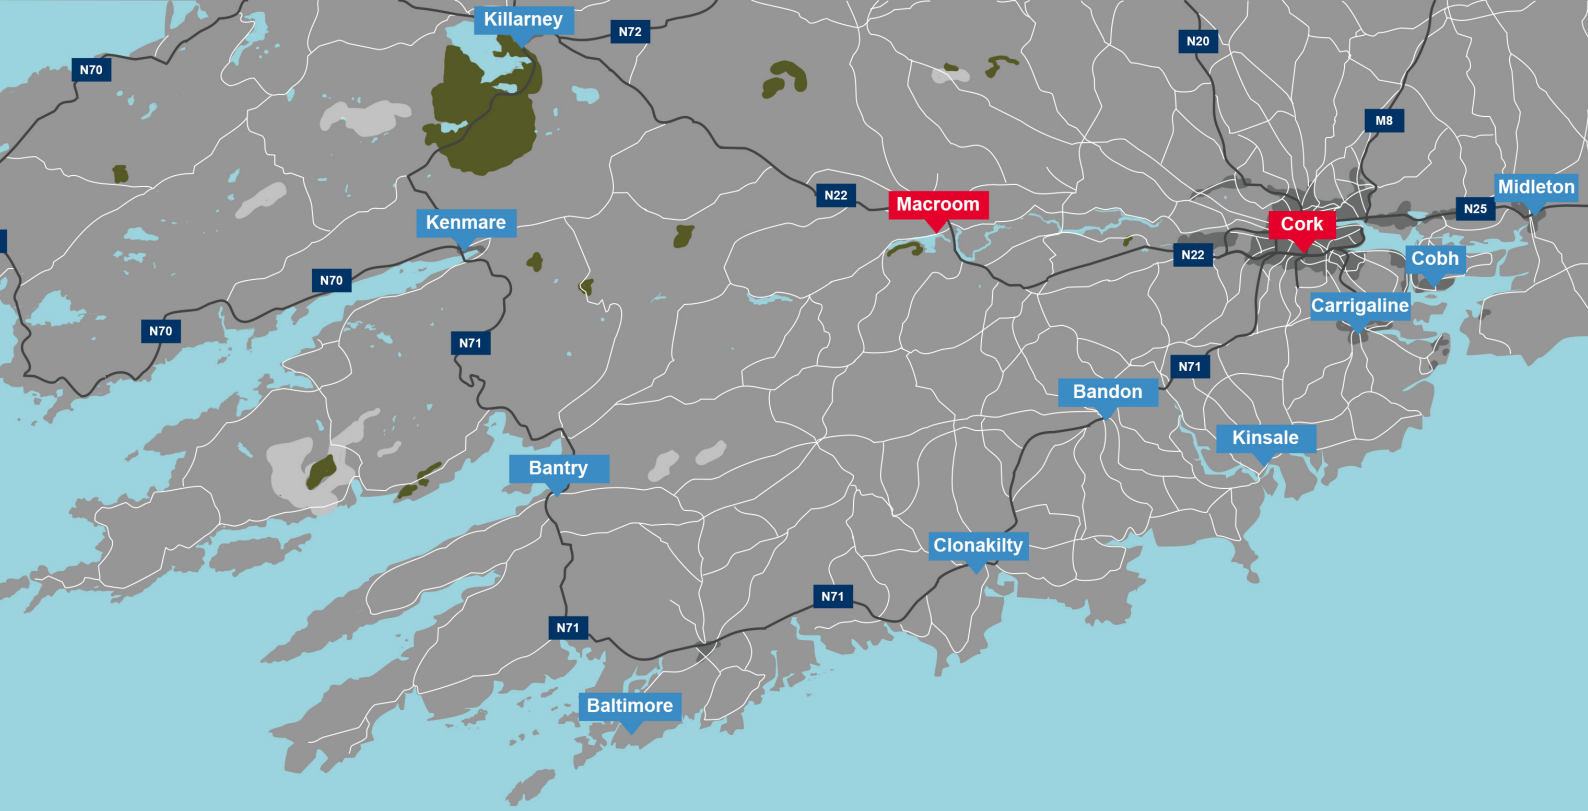 Killarney
N72
N20
N70
M8
Midleton
N22
Macroom
N25
Kenmare
Cork
N22
Cobh
N70
Carrigaline
N70
N71
N71
Bandon
Kinsale
Bantry
Clonakilty
N71
N71
Baltimore